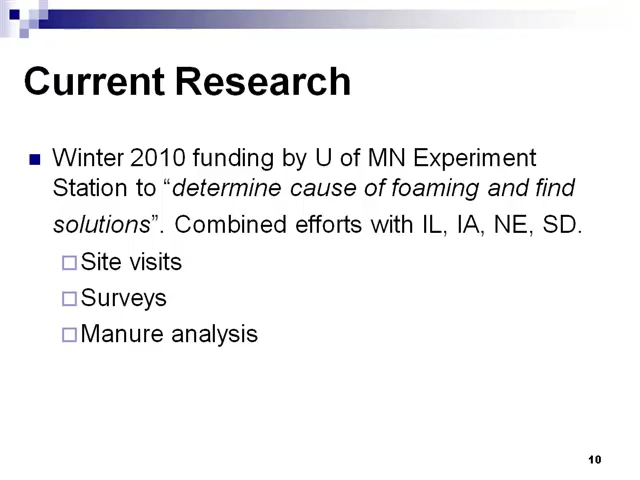 Current Research
Winter 2010 funding by U of MN Experiment
Station to “determine cause of foaming and find
solutions”. Combined efforts with IL, IA, NE, SD.
Site visits
Surveys
Manure analysis
10